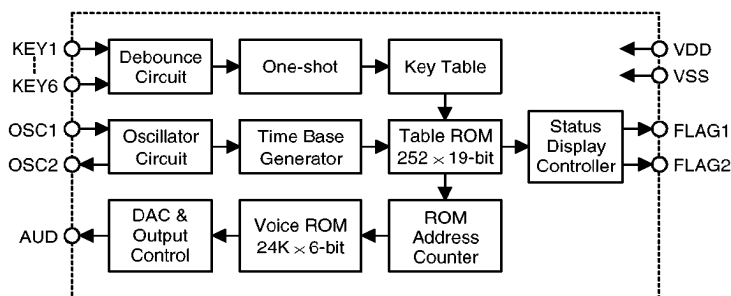 KEY1
KEY6
Debounce
Circuit
One-shot
Key Table
VDD
VSS
OSC1
OSC2
Oscillator
Circuit
Time Base
Generator
Table ROM
252 × 19-bit
Status
Display
Controller
FLAG1
FLAG2
AUD
DAC &
Output
Control
Voice ROM
24K × 6-bit
ROM
Address
Counter